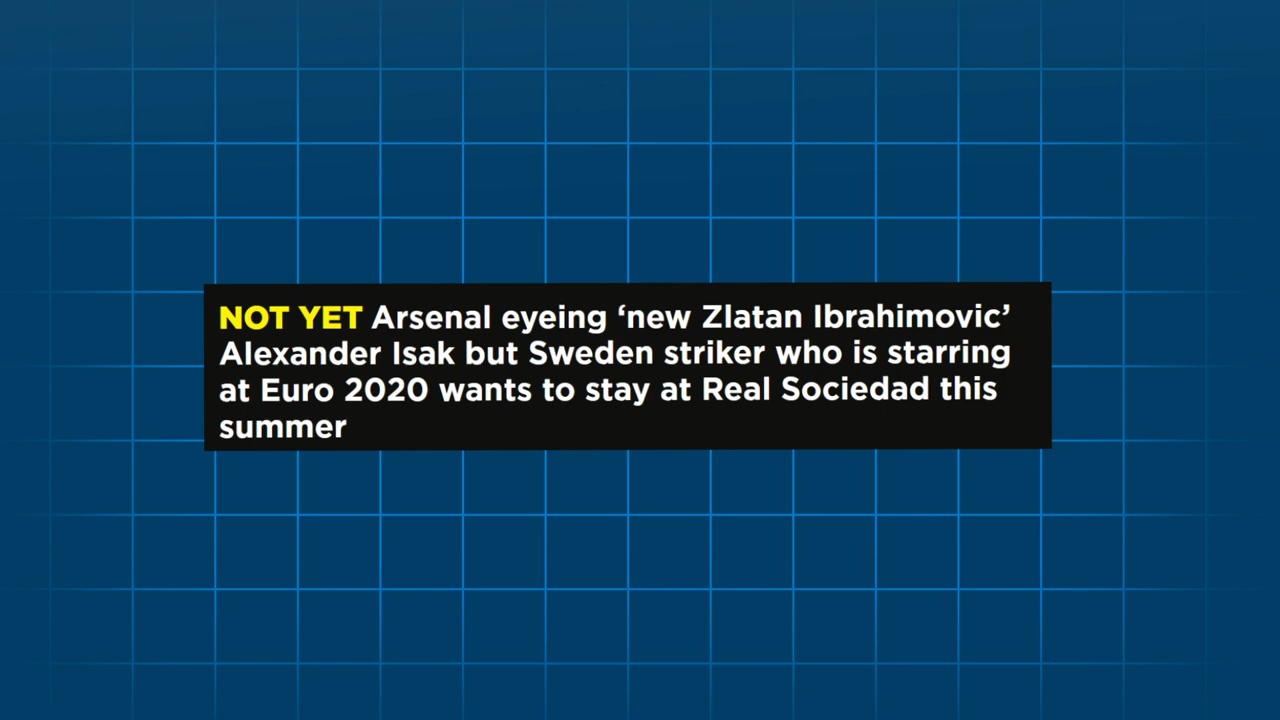 NOT YET Arsenal eyeing ‘new Zlatan Ibrahimovic’
Alexander Isak but Sweden striker who is starring
at Euro 2020 wants to stay at Real Sociedad this
summer